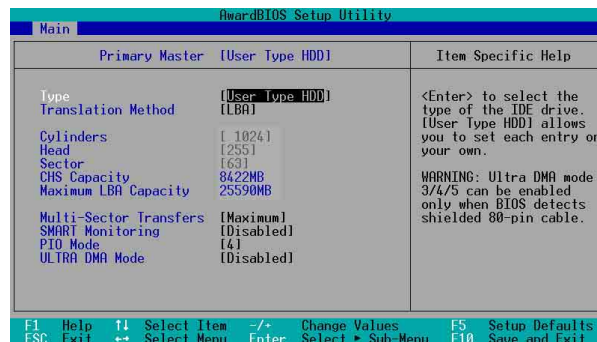 AwardBIOS Setup Utility
Main
Primary Master [User Type HDD]
Item Specific Help
Type [User Type HDD]
Translation Method [LBA]
Cylinders [ 1024]
Head [255]
Sector [63]
CHS Capacity 8422MB
Maximum LBA Capacity 25590MB
Multi-Sector Transfers [Maximum]
SMART Monitoring [Disabled]
PIO Mode [4]
ULTRA DMA Mode [Disabled]
<Enter> to select the
type of the IDE drive.
[User Type HDD] allows
you to set each entry on
your own.
WARNING: Ultra DMA mode
3/4/5 can be enabled
only when BIOS detects
shielded 80-pin cable.
F1 Help ↑↓ Select Item -/+ Change Values F5 Setup Defaults
ESC Exit ↔ Select Menu Enter Select ► Sub-Menu F10 Save and Exit